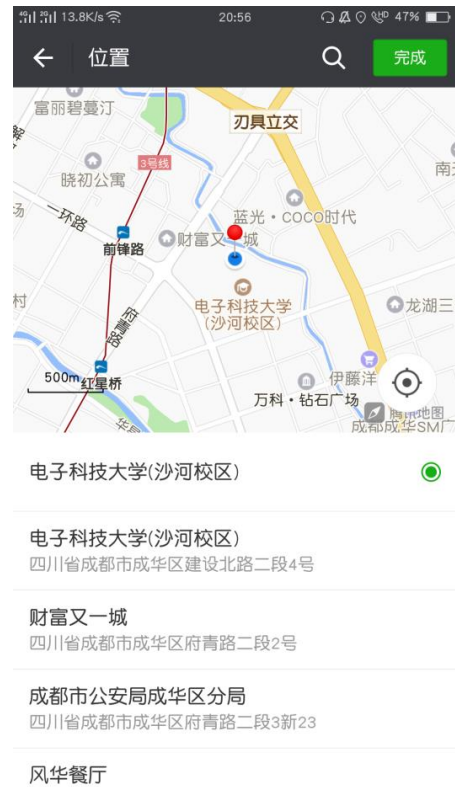 4G 2G 13.8K/s 20:56 HD 47%
位置 完成
富丽碧蔓汀
刃具立交
3号线
晓初公寓
南
场
一环路
蓝光·COCO时代
前锋路
财富又一城
电子科技大学
(沙河校区)
龙湖三
村
府青路
500m
红星桥
伊藤洋
万科·钻石广场
腾讯地图
成都成华SM广
电子科技大学(沙河校区)
电子科技大学(沙河校区)
四川省成都市成华区建设北路二段4号
财富又一城
四川省成都市成华区府青路二段2号
成都市公安局成华区分局
四川省成都市成华区府青路二段3新23
风华餐厅